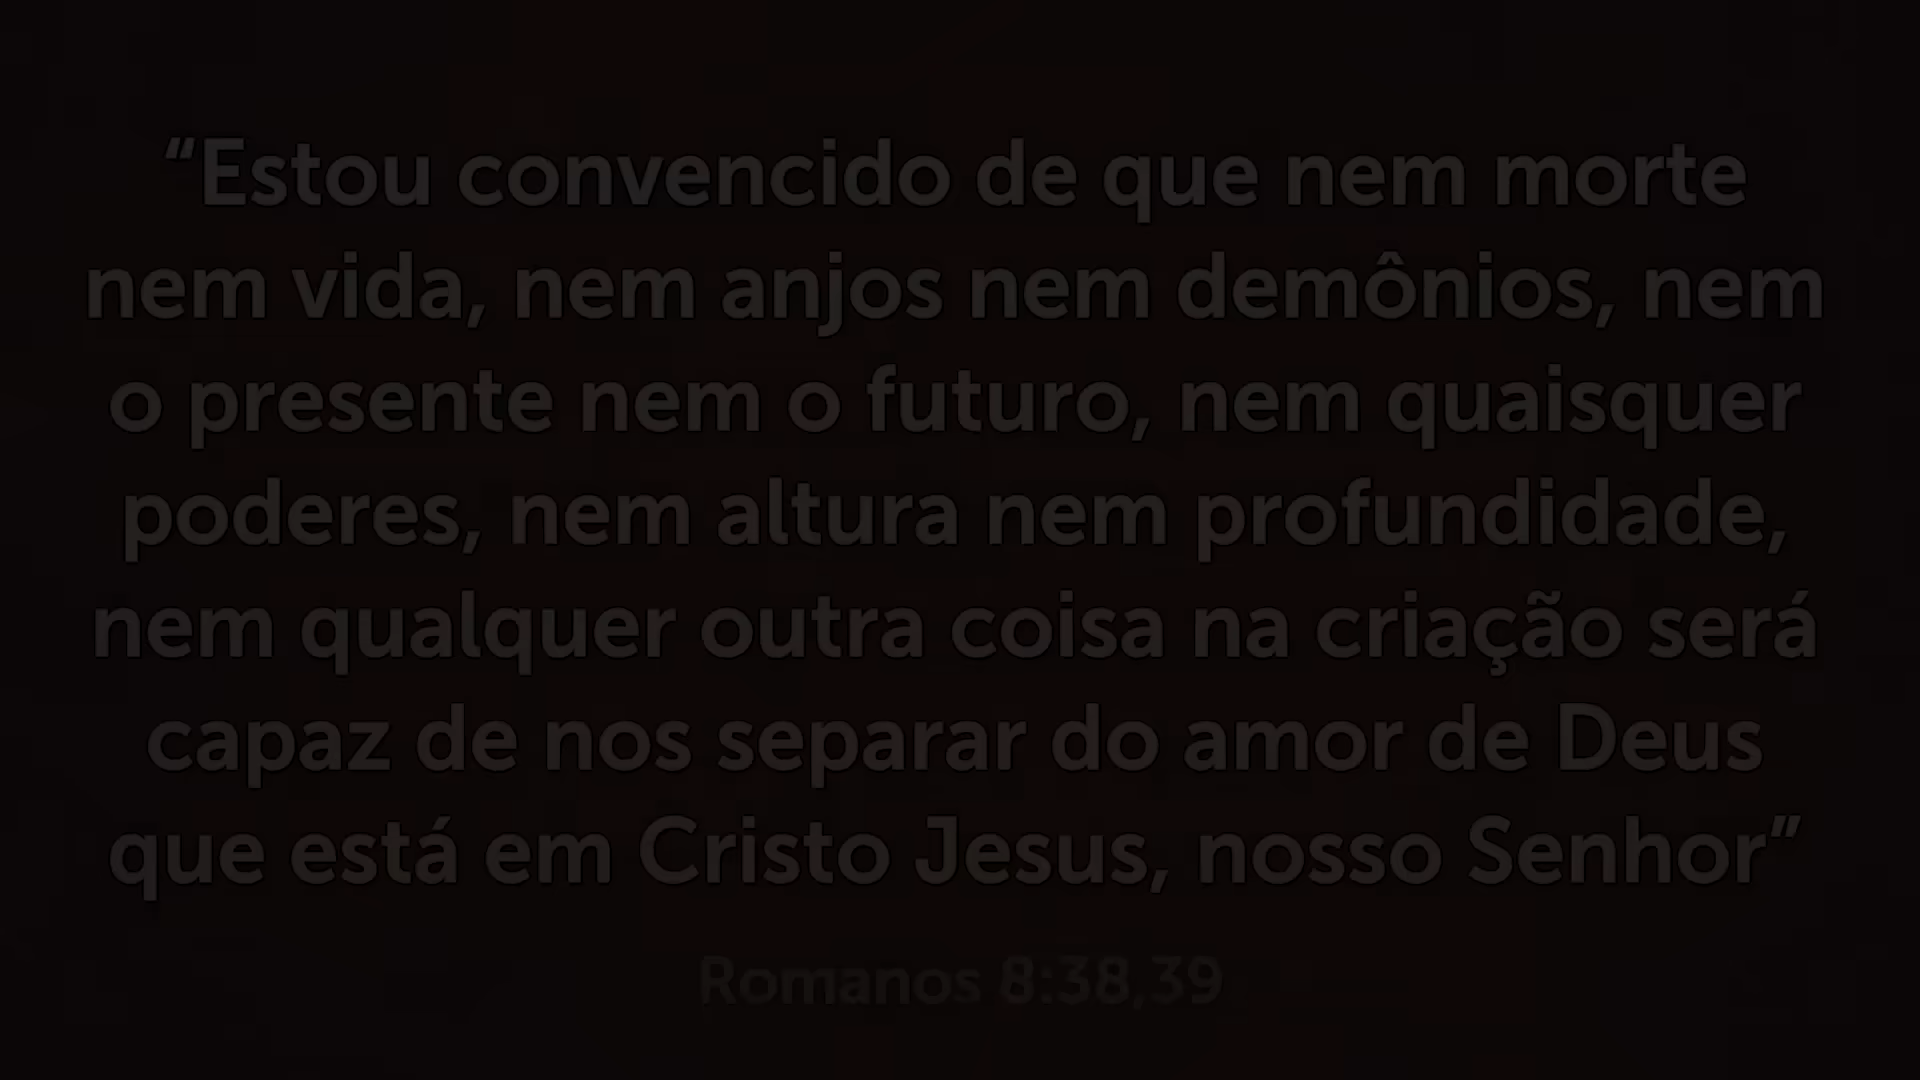 “Estou convencido de que nem morte
nem vida, nem anjos nem demônios, nem
o presente nem o futuro, nem quaisquer
poderes, nem altura nem profundidade,
nem qualquer outra coisa na criação será
capaz de nos separar do amor de Deus
que está em Cristo Jesus, nosso Senhor”
Romanos 8:38,39